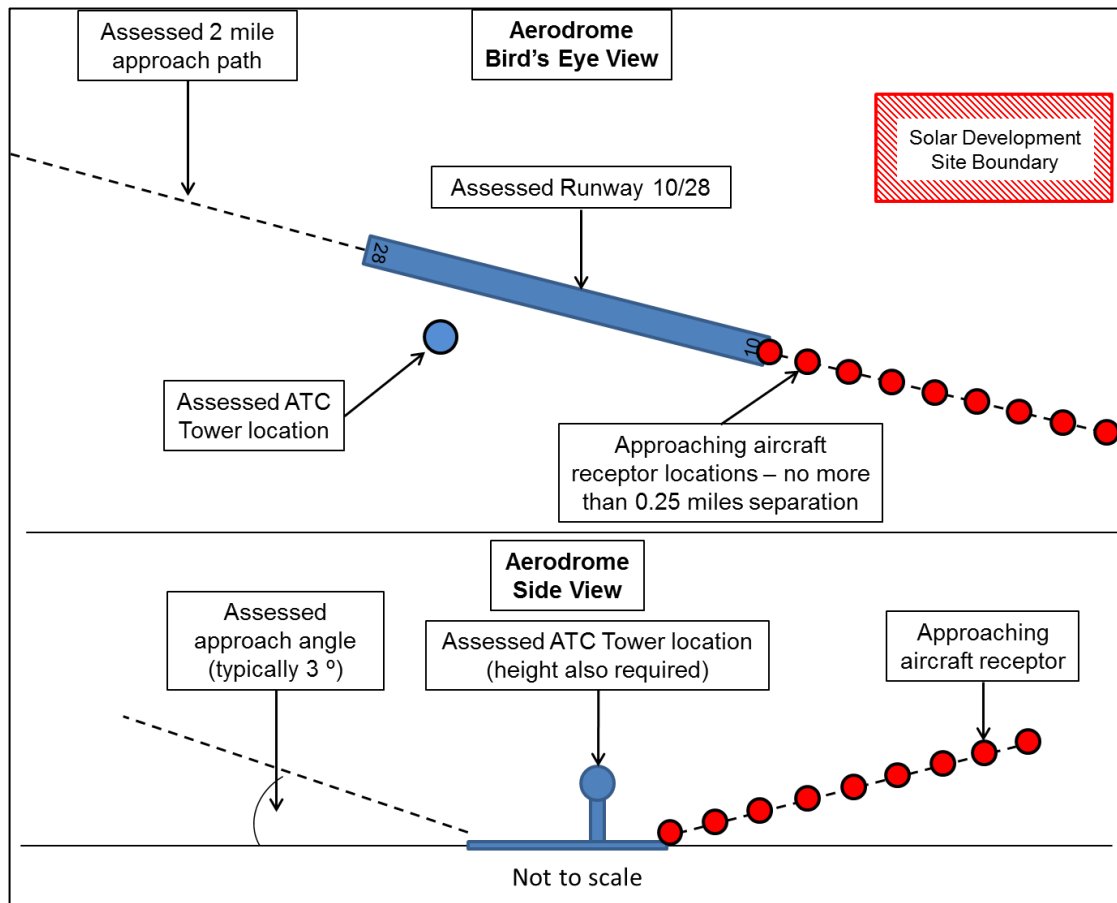 Assessed 2 mile
approach path
Aerodrome
Bird's Eye View
Solar Development
Site Boundary
Assessed Runway 10/28
28
10
Assessed ATC
Tower location
Approaching aircraft
receptor locations – no more
than 0.25 miles separation
Aerodrome
Side View
Assessed
approach angle
(typically 3 º)
Assessed ATC Tower location
(height also required)
Approaching
aircraft receptor
Not to scale